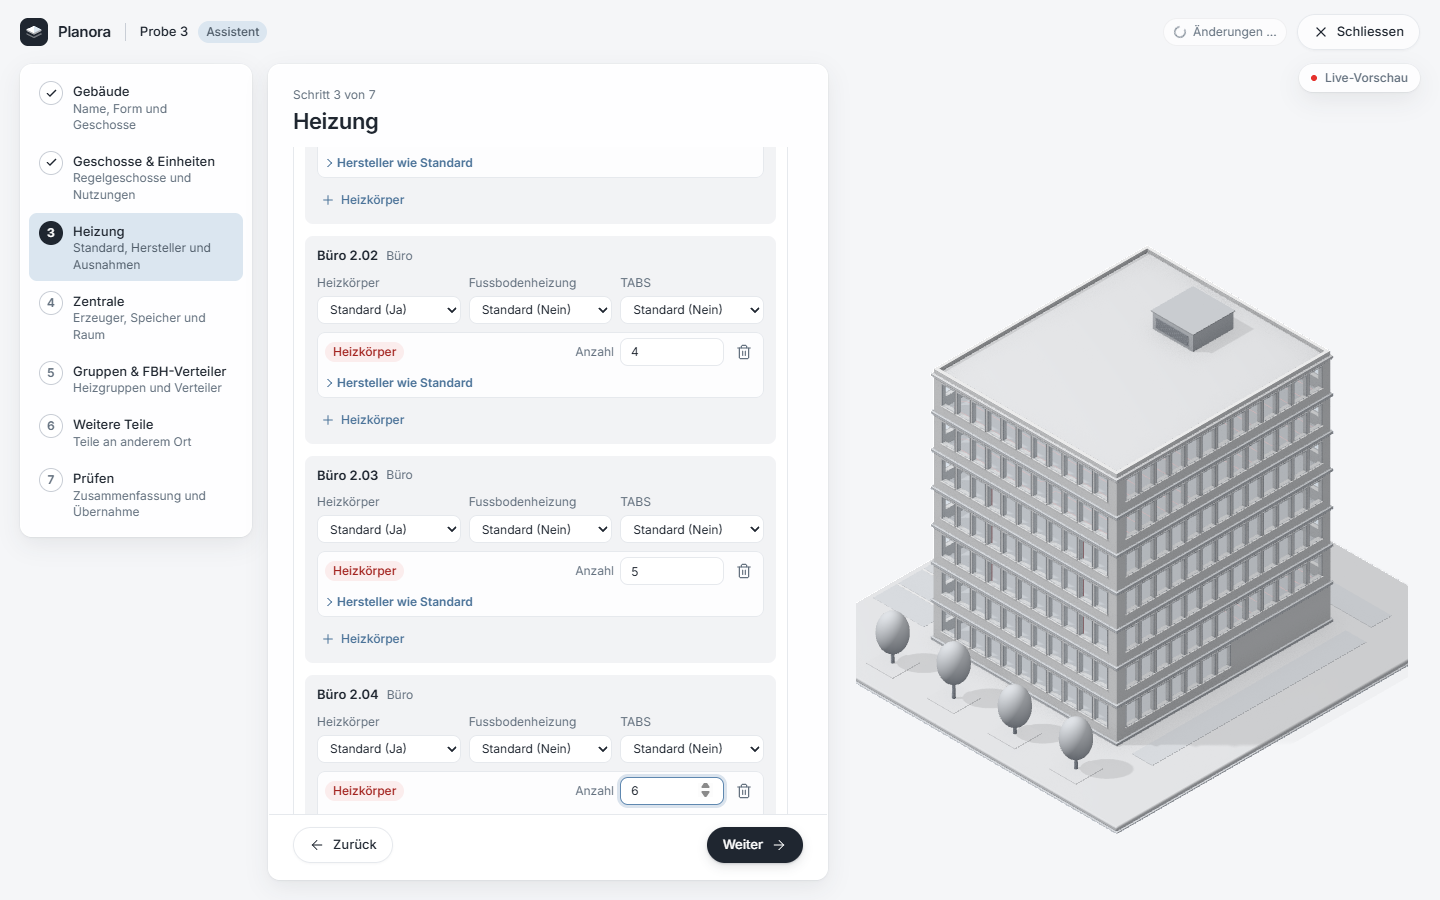 Planora
Probe 3
Assistent
Änderungen ...
Schliessen
Live-Vorschau
Gebäude
Name, Form und
Geschosse
Geschosse & Einheiten
Regelgeschosse und
Nutzungen
3
Heizung
Standard, Hersteller und
Ausnahmen
4
Zentrale
Erzeuger, Speicher und
Raum
5
Gruppen & FBH-Verteiler
Heizgruppen und Verteiler
6
Weitere Teile
Teile an anderem Ort
7
Prüfen
Zusammenfassung und
Übernahme
Schritt 3 von 7
Heizung
Hersteller wie Standard
Heizkörper
Büro 2.02 Büro
Heizkörper Fussbodenheizung TABS
Standard (Ja) Standard (Nein) Standard (Nein)
Heizkörper Anzahl 4
Hersteller wie Standard
Heizkörper
Büro 2.03 Büro
Heizkörper Fussbodenheizung TABS
Standard (Ja) Standard (Nein) Standard (Nein)
Heizkörper Anzahl 5
Hersteller wie Standard
Heizkörper
Büro 2.04 Büro
Heizkörper Fussbodenheizung TABS
Standard (Ja) Standard (Nein) Standard (Nein)
Heizkörper Anzahl 6
Zurück
Weiter